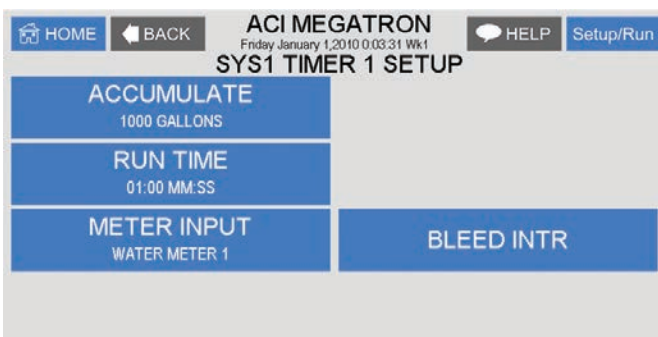 HOME
BACK
ACI MEGATRON
Friday January 1,2010 0:03:31 Wk1
HELP
Setup/Run
SYS1 TIMER 1 SETUP
ACCUMULATE
1000 GALLONS
RUN TIME
01:00 MM:SS
METER INPUT
WATER METER 1
BLEED INTR